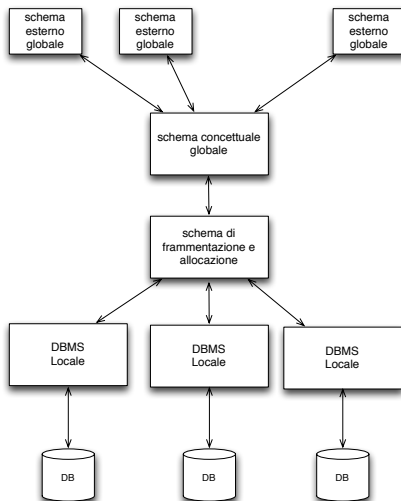 schema
esterno
globale
schema
esterno
globale
schema
esterno
globale
schema concettuale
globale
schema di
frammentazione e
allocazione
DBMS
Locale
DBMS
Locale
DBMS
Locale
DB
DB
DB